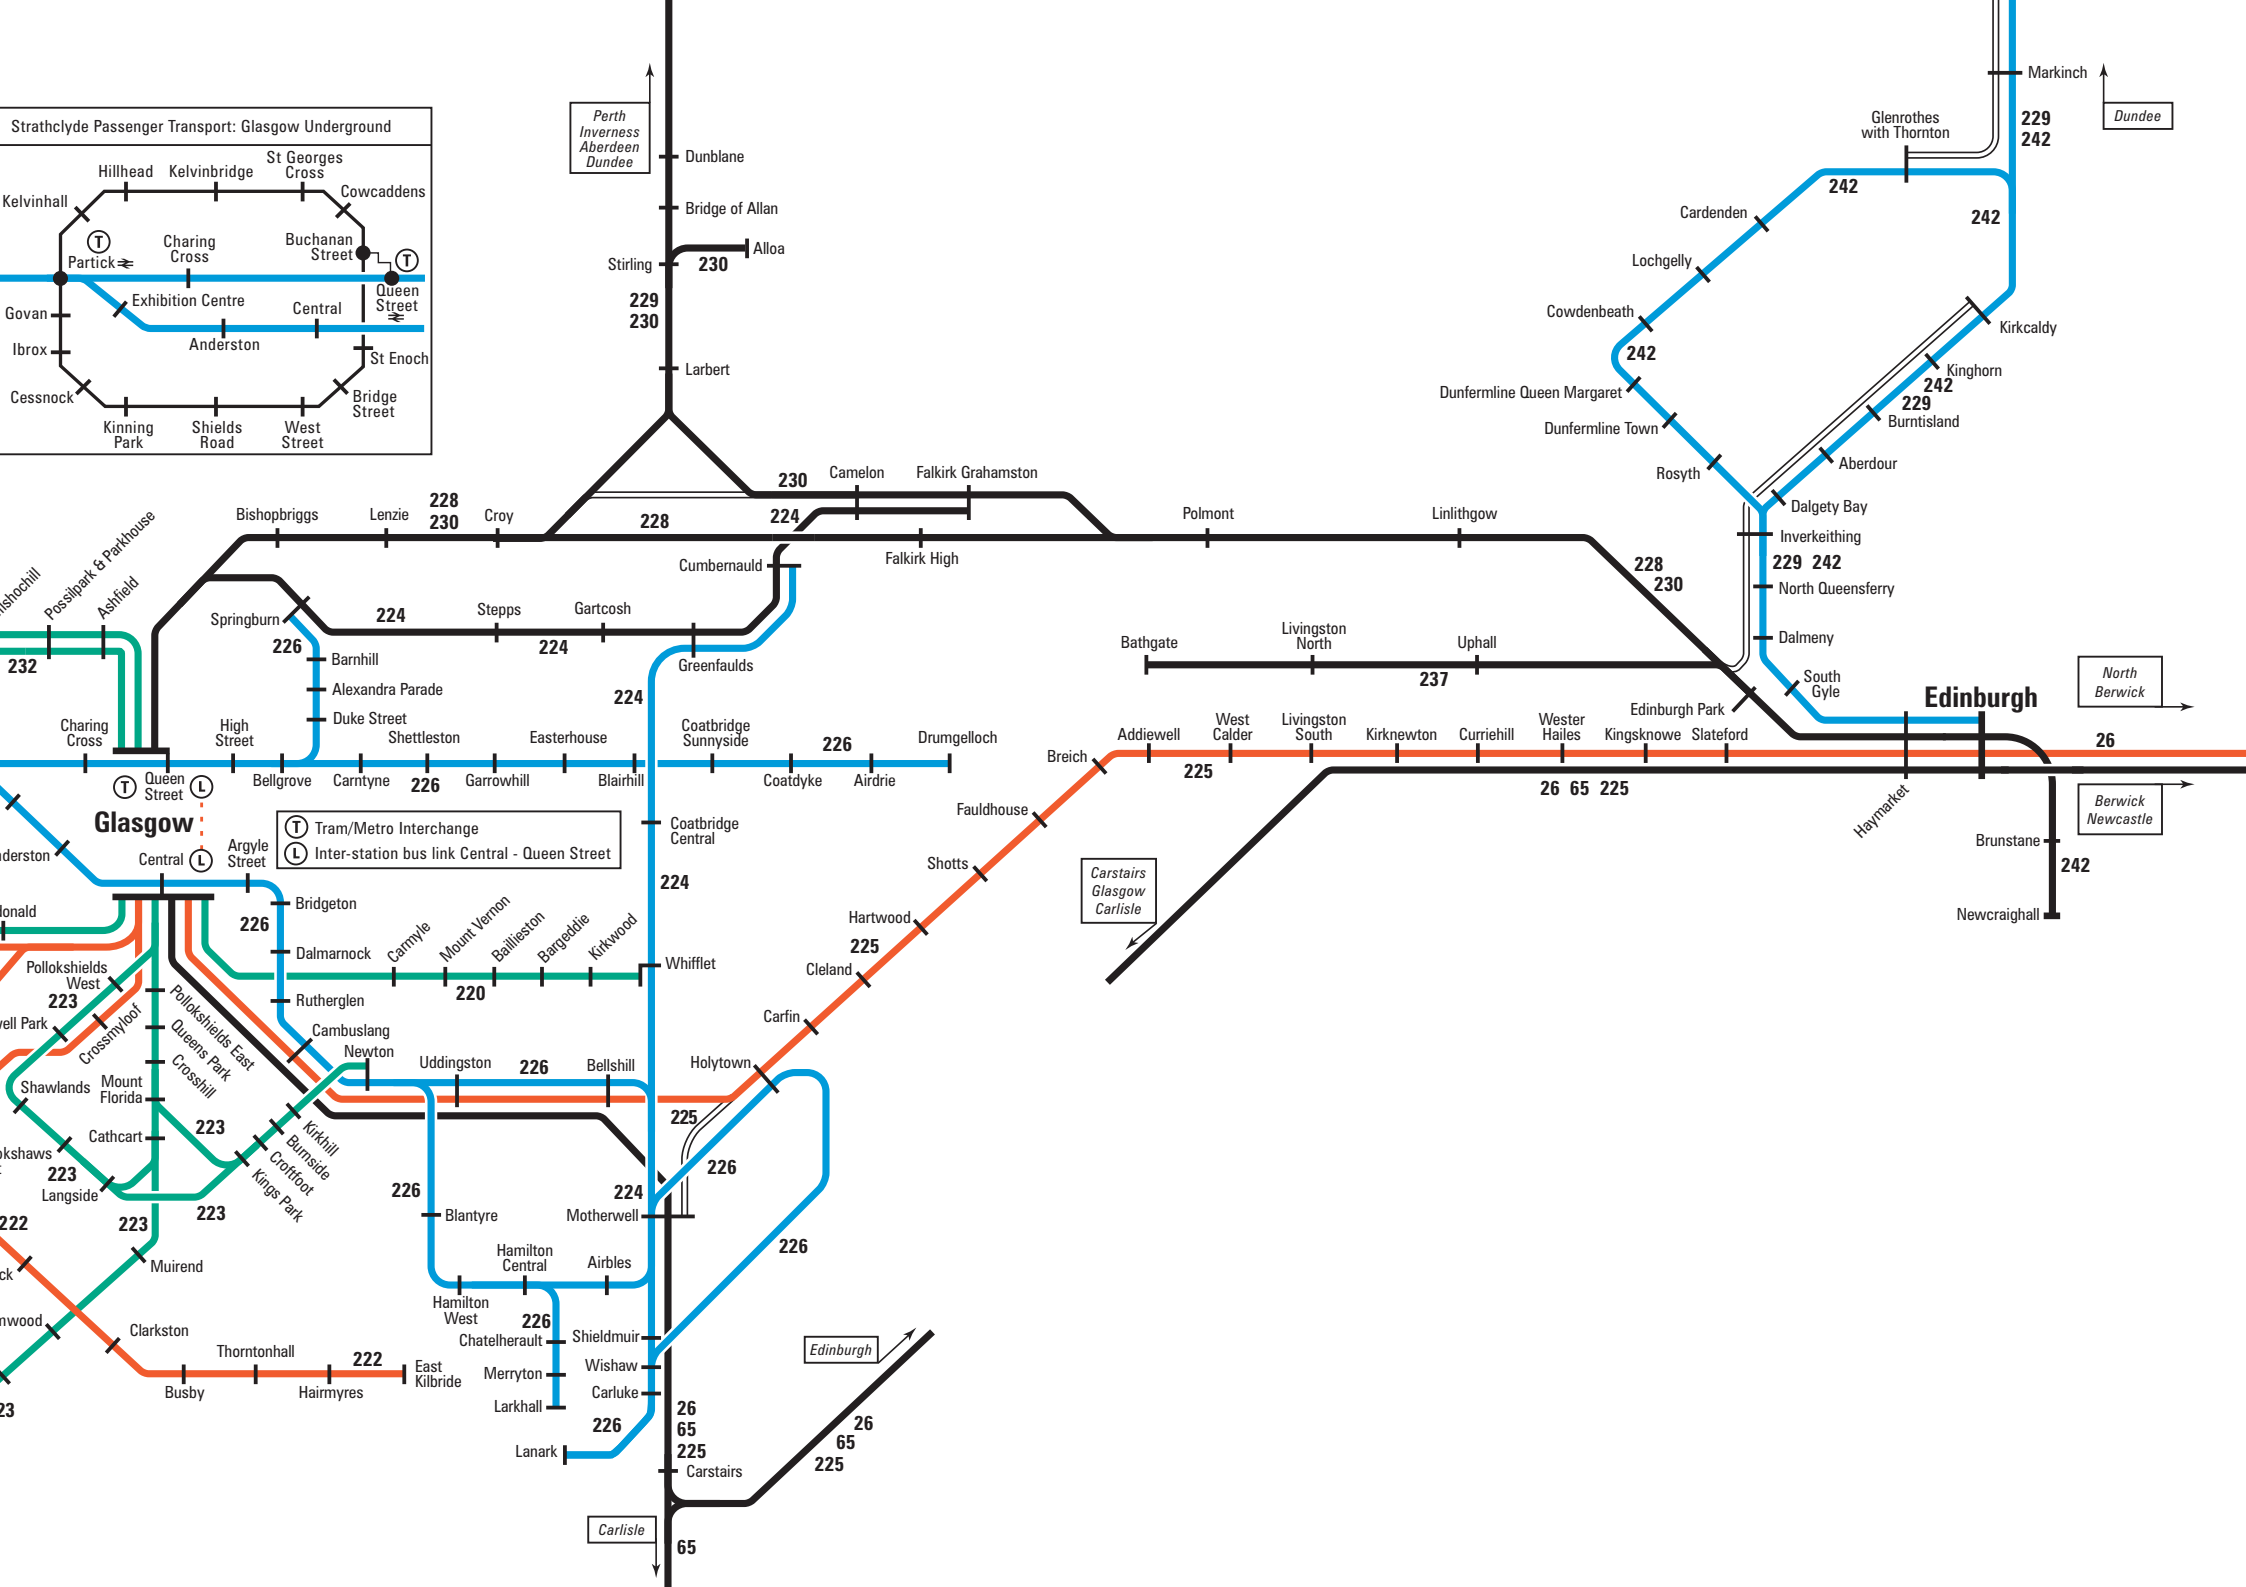 Strathclyde Passenger Transport: Glasgow Underground
St Georges
Cross
Hillhead
Kelvinbridge
Cowcaddens
Kelvinhall
Buchanan
Street
T
Partick
Charing
Cross
T
Queen
Street
Exhibition Centre
Central
Govan
Anderston
Ibrox
St Enoch
Cessnock
Bridge
Street
Kinning
Park
Shields
Road
West
Street
Perth
Inverness
Aberdeen
Dundee
Dunblane
Bridge of Allan
Alloa
Stirling
230
229
230
Larbert
Markinch
Dundee
Glenrothes
with Thornton
229
242
242
242
Cardenden
Lochgelly
Cowdenbeath
242
Kirkcaldy
Kinghorn
242
229
Burntisland
Dunfermline Queen Margaret
Dunfermline Town
Aberdour
Rosyth
Dalgety Bay
Inverkeithing
229 242
North Queensferry
Dalmeny
South
Gyle
230
Camelon
Falkirk Grahamston
228
230
Bishopbriggs
Lenzie
Croy
228
224
Polmont
Linlithgow
Falkirk High
Cumbernauld
228
230
Possilpark & Parkhouse
Ashfield
232
Springburn
224
Stepps
Gartcosh
224
Greenfaulds
226
Barnhill
Alexandra Parade
Duke Street
224
Bathgate
Livingston
North
Uphall
237
Edinburgh Park
Edinburgh
North
Berwick
26
Charing
Cross
High
Street
Shettleston
Easterhouse
Coatbridge
Sunnyside
226
Drumgelloch
T
Queen
Street
L
Bellgrove
Carntyne
226
Garrowhill
Blairhill
Coatdyke
Airdrie
Breich
Addiewell
West
Calder
Livingston
South
Kirknewton
Curriehill
Wester
Hailes
Kingsknowe
Slateford
225
26 65 225
Haymarket
Berwick
Newcastle
Brunstane
242
Newcraighall
Glasgow
T Tram/Metro Interchange
L Inter-station bus link Central - Queen Street
Coatbridge
Central
Fauldhouse
Carstairs
Glasgow
Carlisle
Central
L
Argyle
Street
Shotts
224
Bridgeton
226
Hartwood
225
Dalmarnock
Carmyle
Mount Vernon
Baillieston
Bargeddie
Kirkwood
220
Whifflet
Cleland
Pollokshields
West
223
Rutherglen
Carfin
Crossmyloof
Pollokshields East
Queens Park
Crosshill
Cambuslang
Newton
Uddington
226
Bellshill
Holytown
Shawlands
Mount
Florida
225
Cathcart
223
Kirkhill
Burnside
Croftfoot
Kings Park
226
223
Langside
223
223
226
224
Motherwell
222
Blantyre
Muirend
Hamilton
Central
Airbles
226
Hamilton
West
226
Chatelherault
Shieldmuir
Clarkston
Thorntonhall
222
East
Kilbride
Merryton
Wishaw
Edinburgh
Busby
Hairmyres
Larkhall
Carluke
226
26
65
225
26
65
225
Lanark
Carstairs
Carlisle
65